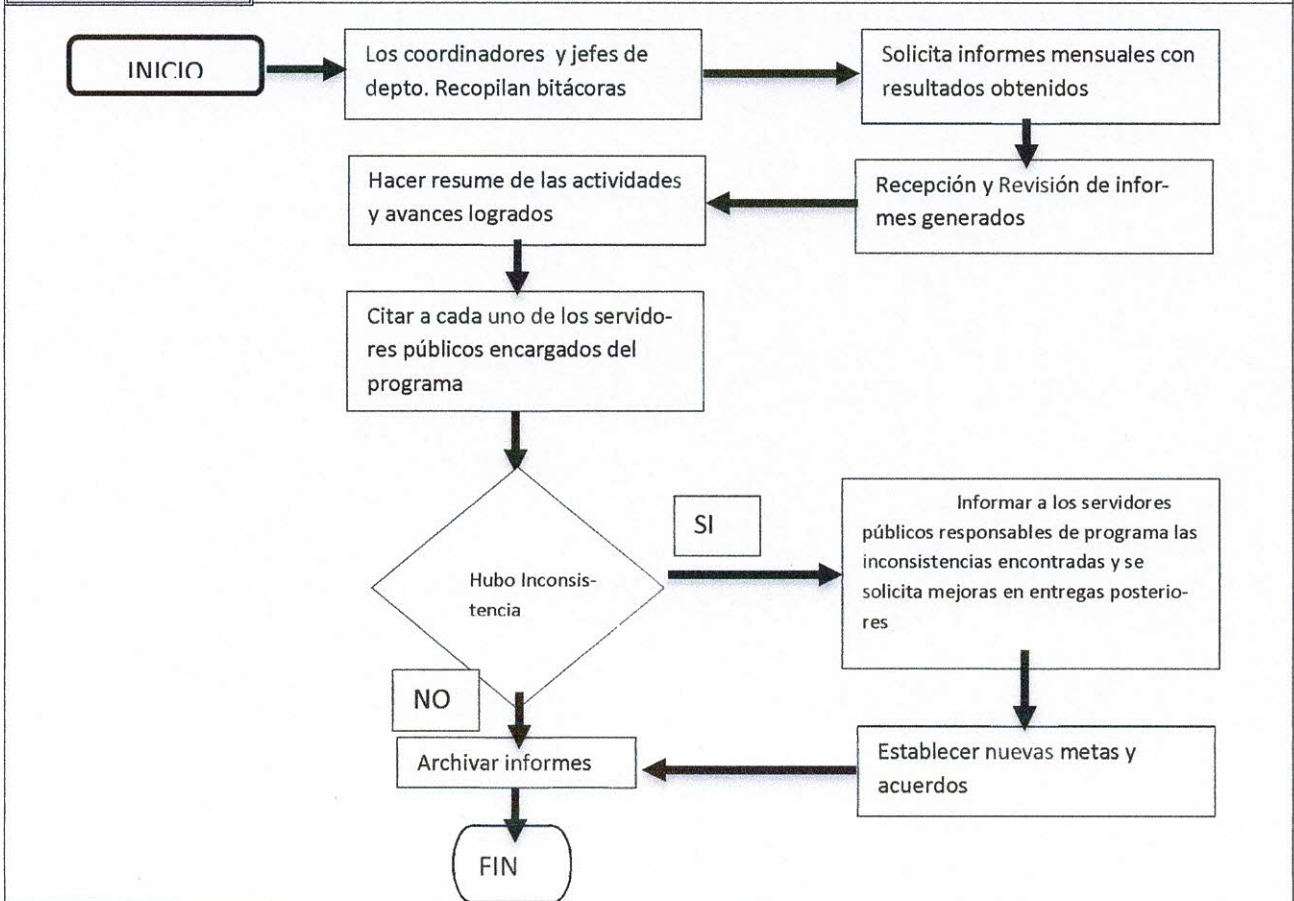 INICIO
Los coordinadores y jefes de
depto. Recopilan bitácoras
Solicita informes mensuales con
resultados obtenidos
Recepción y Revisión de infor-
mes generados
Hacer resume de las actividades
y avances logrados
Citar a cada uno de los servido-
res públicos encargados del
programa
Hubo Inconsis-
tencia
SI
Informar a los servidores
públicos responsables de programa las
inconsistencias encontradas y se
solicita mejoras en entregas posterio-
res
Establecer nuevas metas y
acuerdos
NO
Archivar informes
FIN